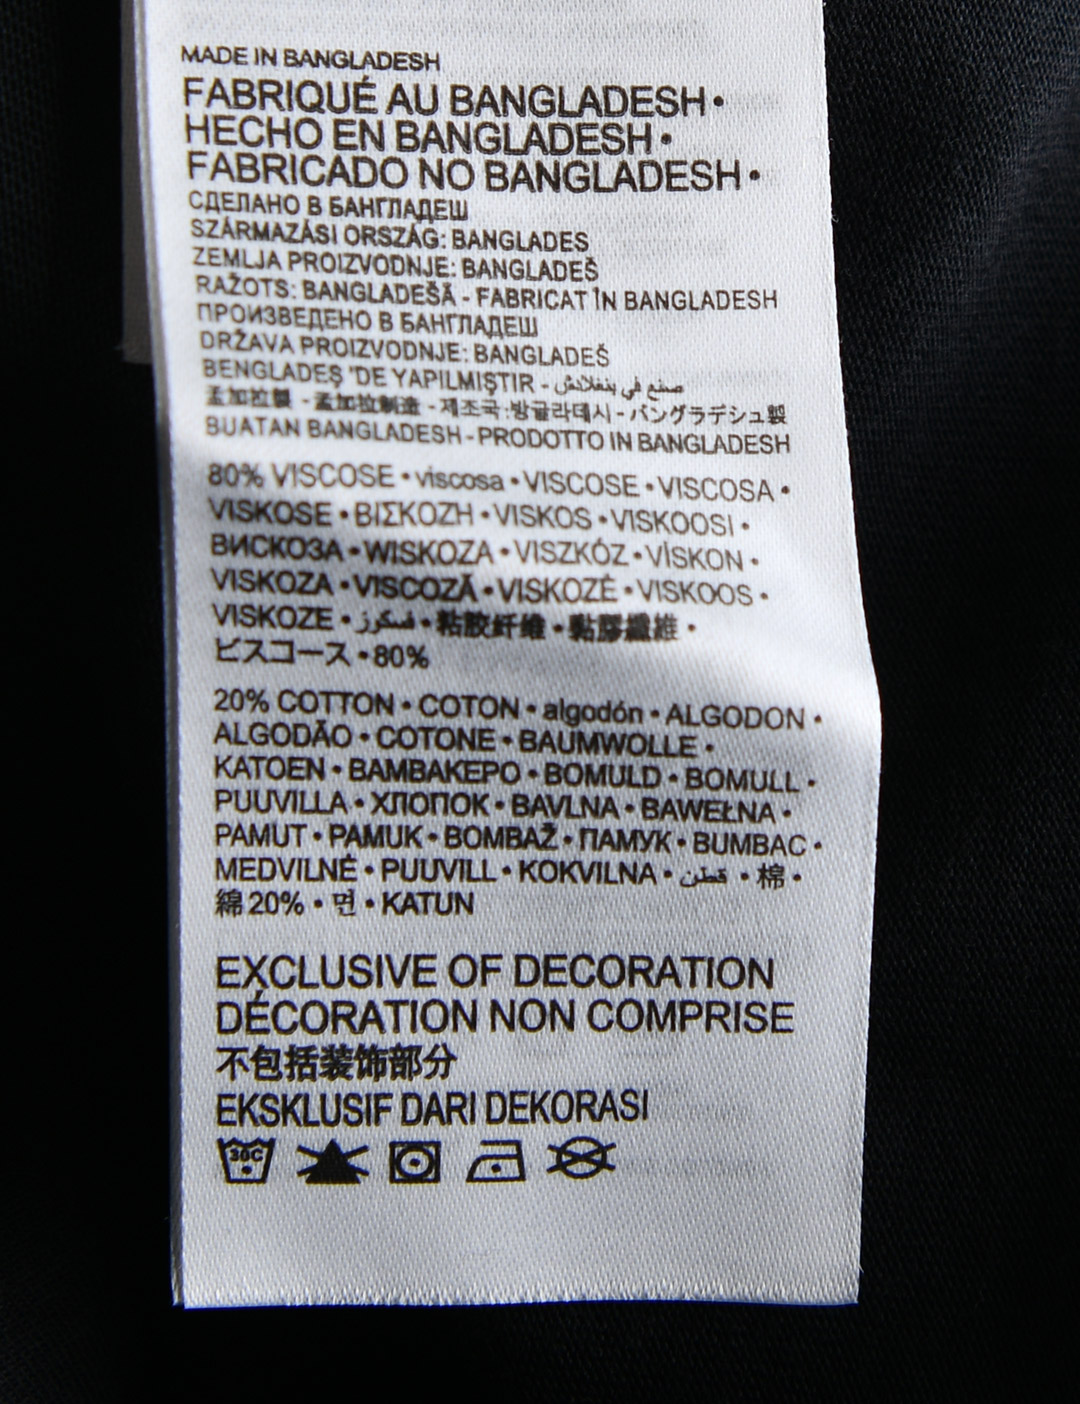 MADE IN BANGLADESH
FABRIQUÉ AU BANGLADESH •
HECHO EN BANGLADESH •
FABRICADO NO BANGLADESH •
СДЕЛАНО В БАНГЛАДЕШ
SZÁRMAZÁSI ORSZÁG: BANGLADES
ZEMLJA PROIZVODNJE: BANGLADEŠ
RAŽOTS: BANGLADEŠĀ - FABRICAT ÎN BANGLADESH
ПРОИЗВЕДЕНО В БАНГЛАДЕШ
DRŽAVA PROIZVODNJE: BANGLADEŠ
BENGLADEŞ 'DE YAPILMIŞTIR - صنع في بنغلادش
孟加拉製 - 孟加拉制造 - 제조국:방글라데시 - バングラデシュ製
BUATAN BANGLADESH - PRODOTTO IN BANGLADESH
80% VISCOSE • viscosa • VISCOSE • VISCOSA •
VISKOSE • ΒΙΣΚΟΖΗ • VISKOS • VISKOOSI •
ВИСКОЗА • WISKOZA • VISZKÓZ • VİSKON •
VISKOZA • VISCOZĂ • VISKOZĖ • VISKOOS •
VISKOZE • فسكوز • 粘胶纤维 • 黏膠纖維 •
ビスコース • 80%
20% COTTON • COTON • algodón • ALGODON •
ALGODÃO • COTONE • BAUMWOLLE •
KATOEN • ΒΑΜΒΑΚΕΡΟ • BOMULD • BOMULL •
PUUVILLA • ХЛОПОК • BAVLNA • BAWEŁNA •
PAMUT • PAMUK • BOMBAŽ • ПАМУК • BUMBAC •
MEDVILNĖ • PUUVILL • KOKVILNA • قطن • 棉 •
綿 20% • 면 • KATUN
EXCLUSIVE OF DECORATION
DÉCORATION NON COMPRISE
不包括装饰部分
EKSKLUSIF DARI DEKORASI
30C